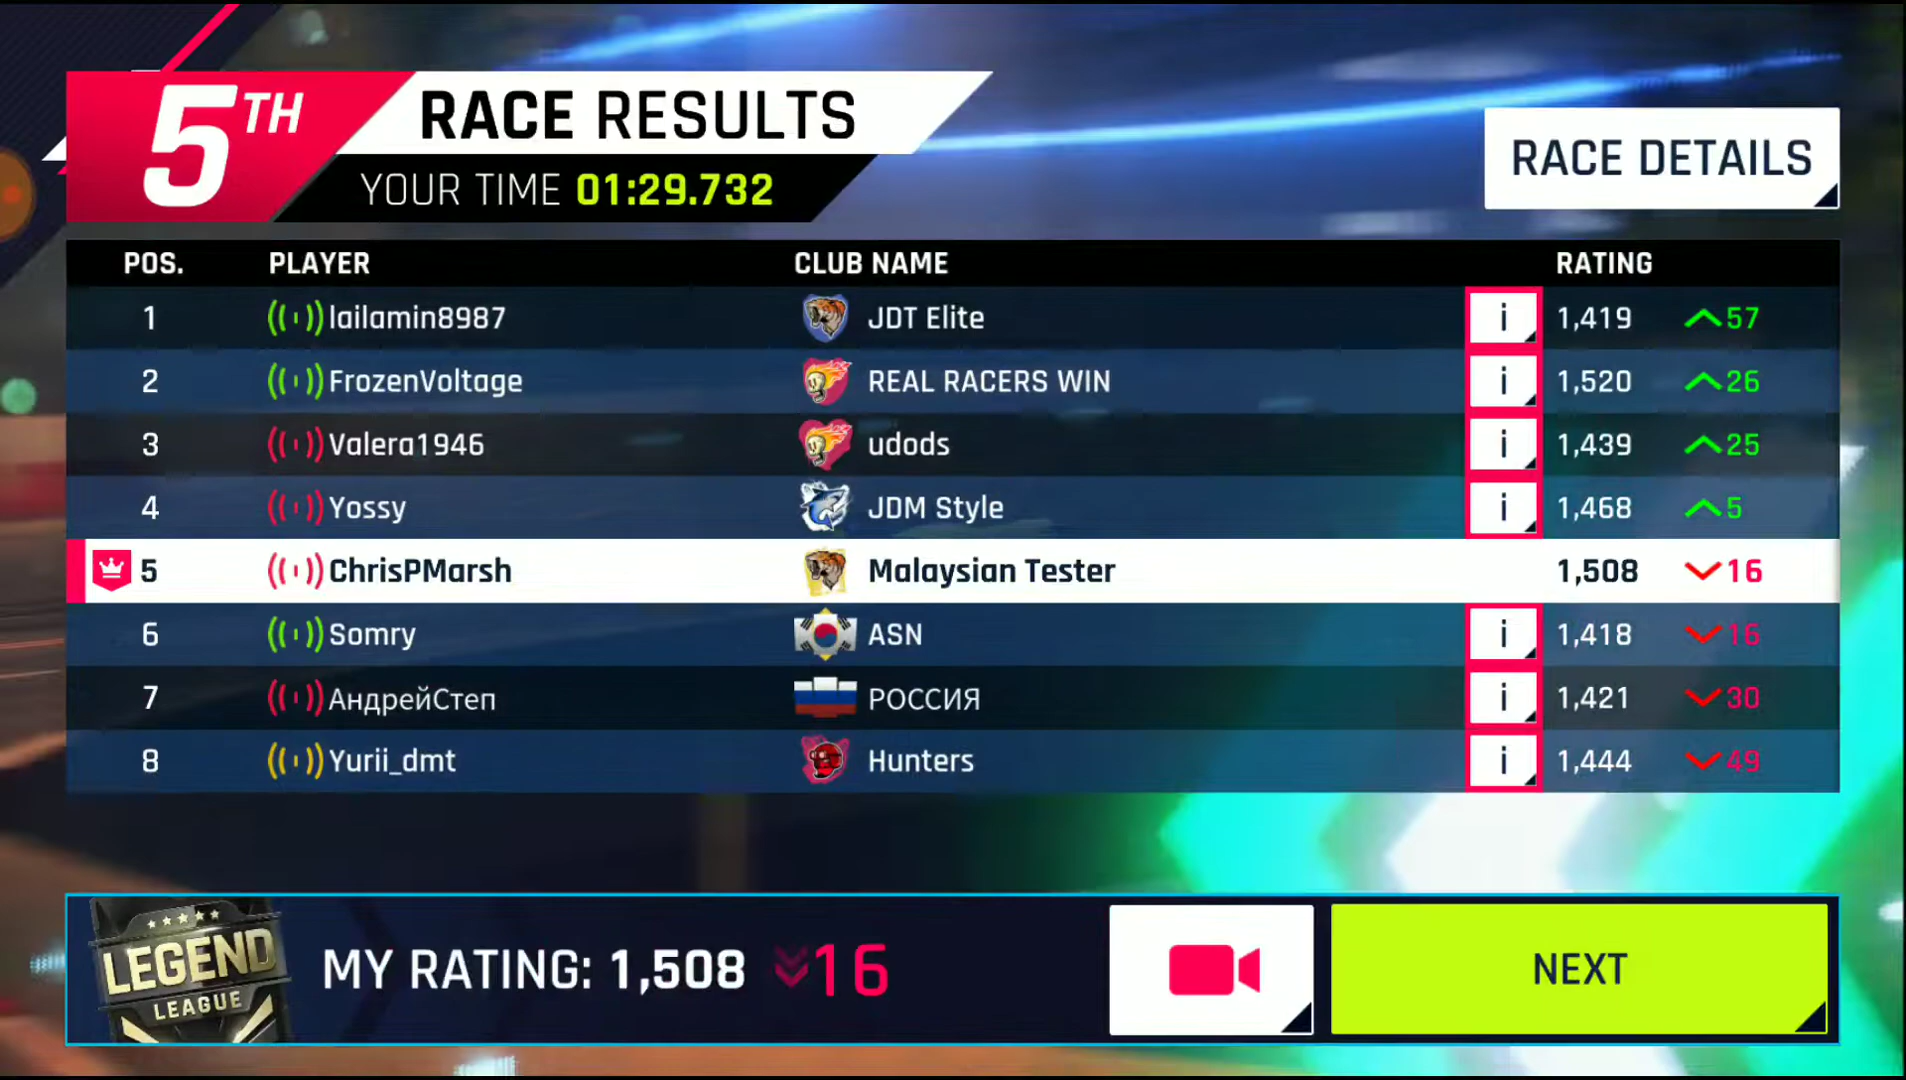 5TH
RACE RESULTS
YOUR TIME 01:29.732
RACE DETAILS
POS. PLAYER CLUB NAME RATING
1 lailamin8987 JDT Elite i 1,419 57
2 FrozenVoltage REAL RACERS WIN i 1,520 26
3 Valera1946 udods i 1,439 25
4 Yossy JDM Style i 1,468 5
5 ChrisPMarsh Malaysian Tester 1,508 16
6 Somry ASN i 1,418 16
7 АндрейСтеп РОССИЯ i 1,421 30
8 Yurii_dmt Hunters i 1,444 49
LEGEND
LEAGUE
MY RATING: 1,508 16
NEXT